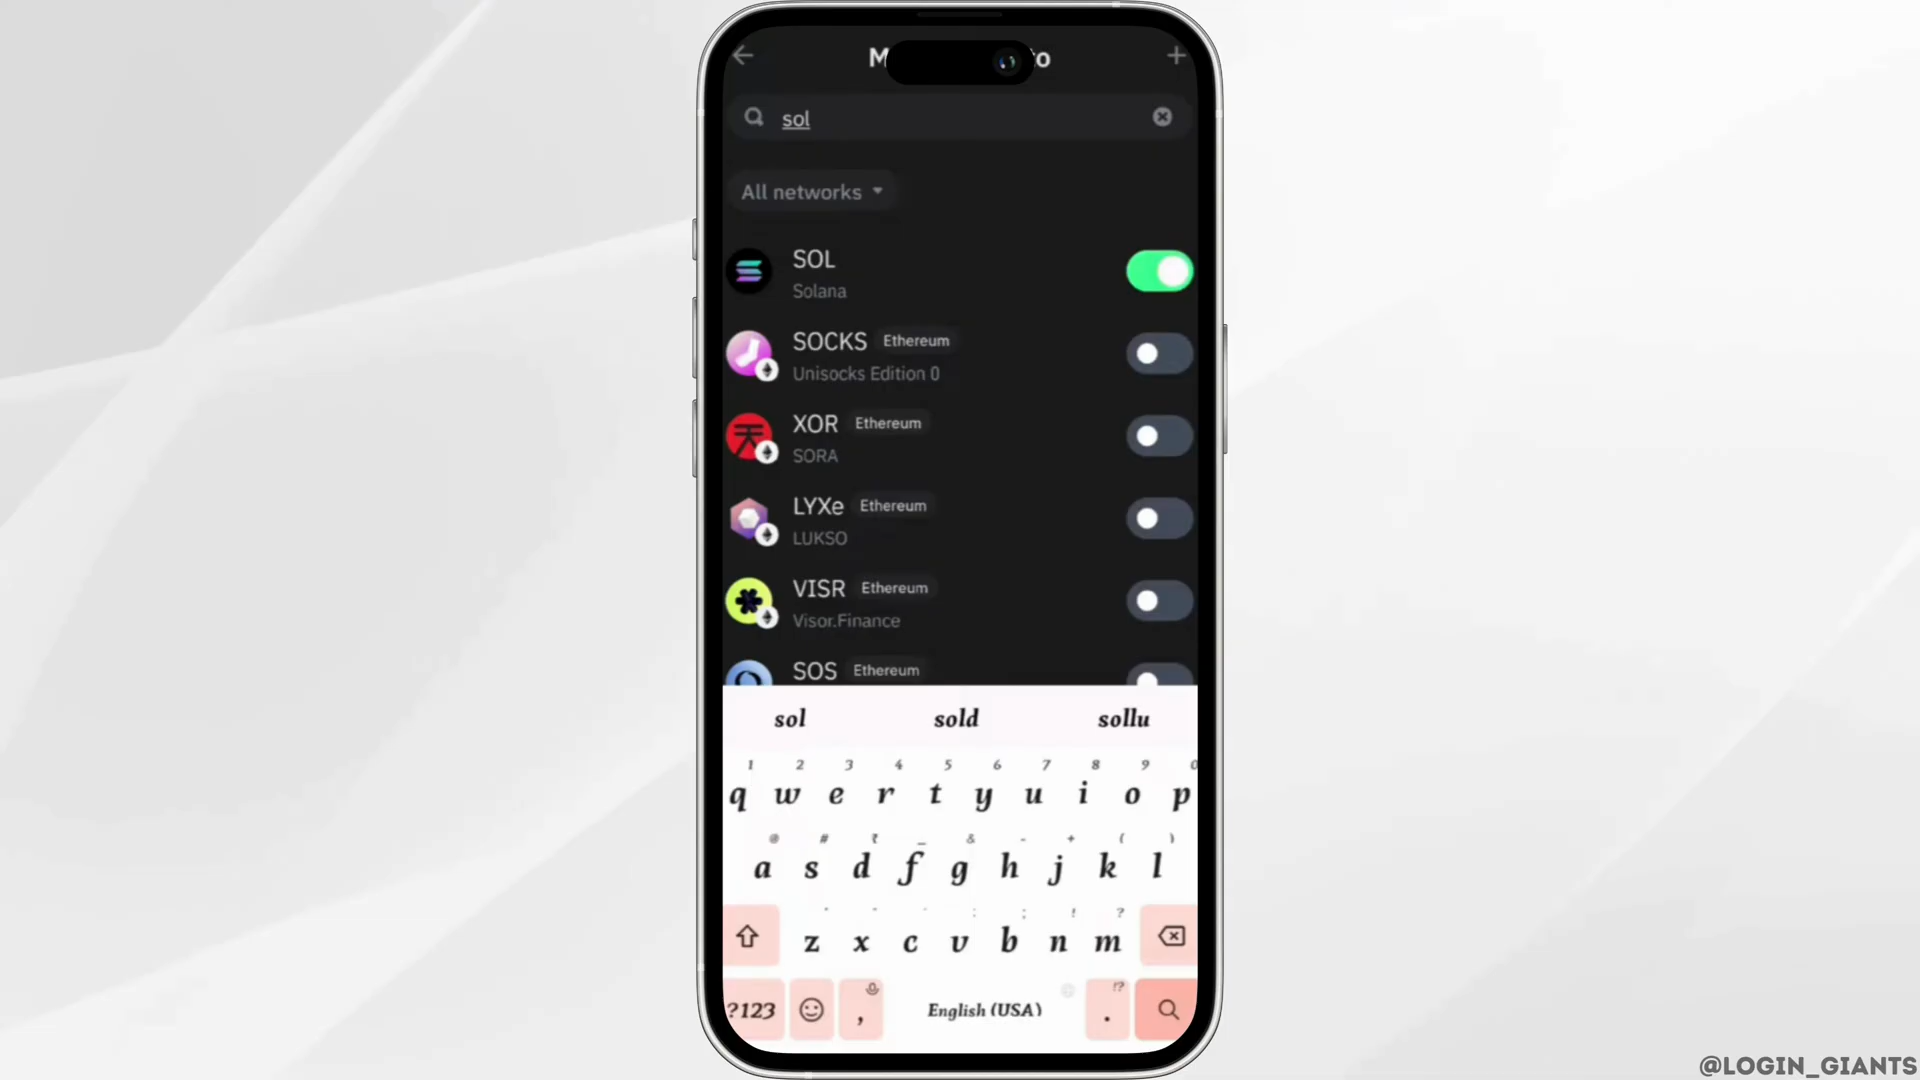 M
o
sol
All networks
SOL
Solana
SOCKS Ethereum
Unisocks Edition 0
XOR Ethereum
SORA
LYXe Ethereum
LUKSO
VISR Ethereum
Visor.Finance
SOS Ethereum
sol sold sollu
1 2 3 4 5 6 7 8 9 0
q w e r t y u i o p
@ # ₹ _ & - + ( )
a s d f g h j k l
: ; ! ?
z x c v b n m
!?
?123 , English (USA) .
@LOGIN_GIANTS